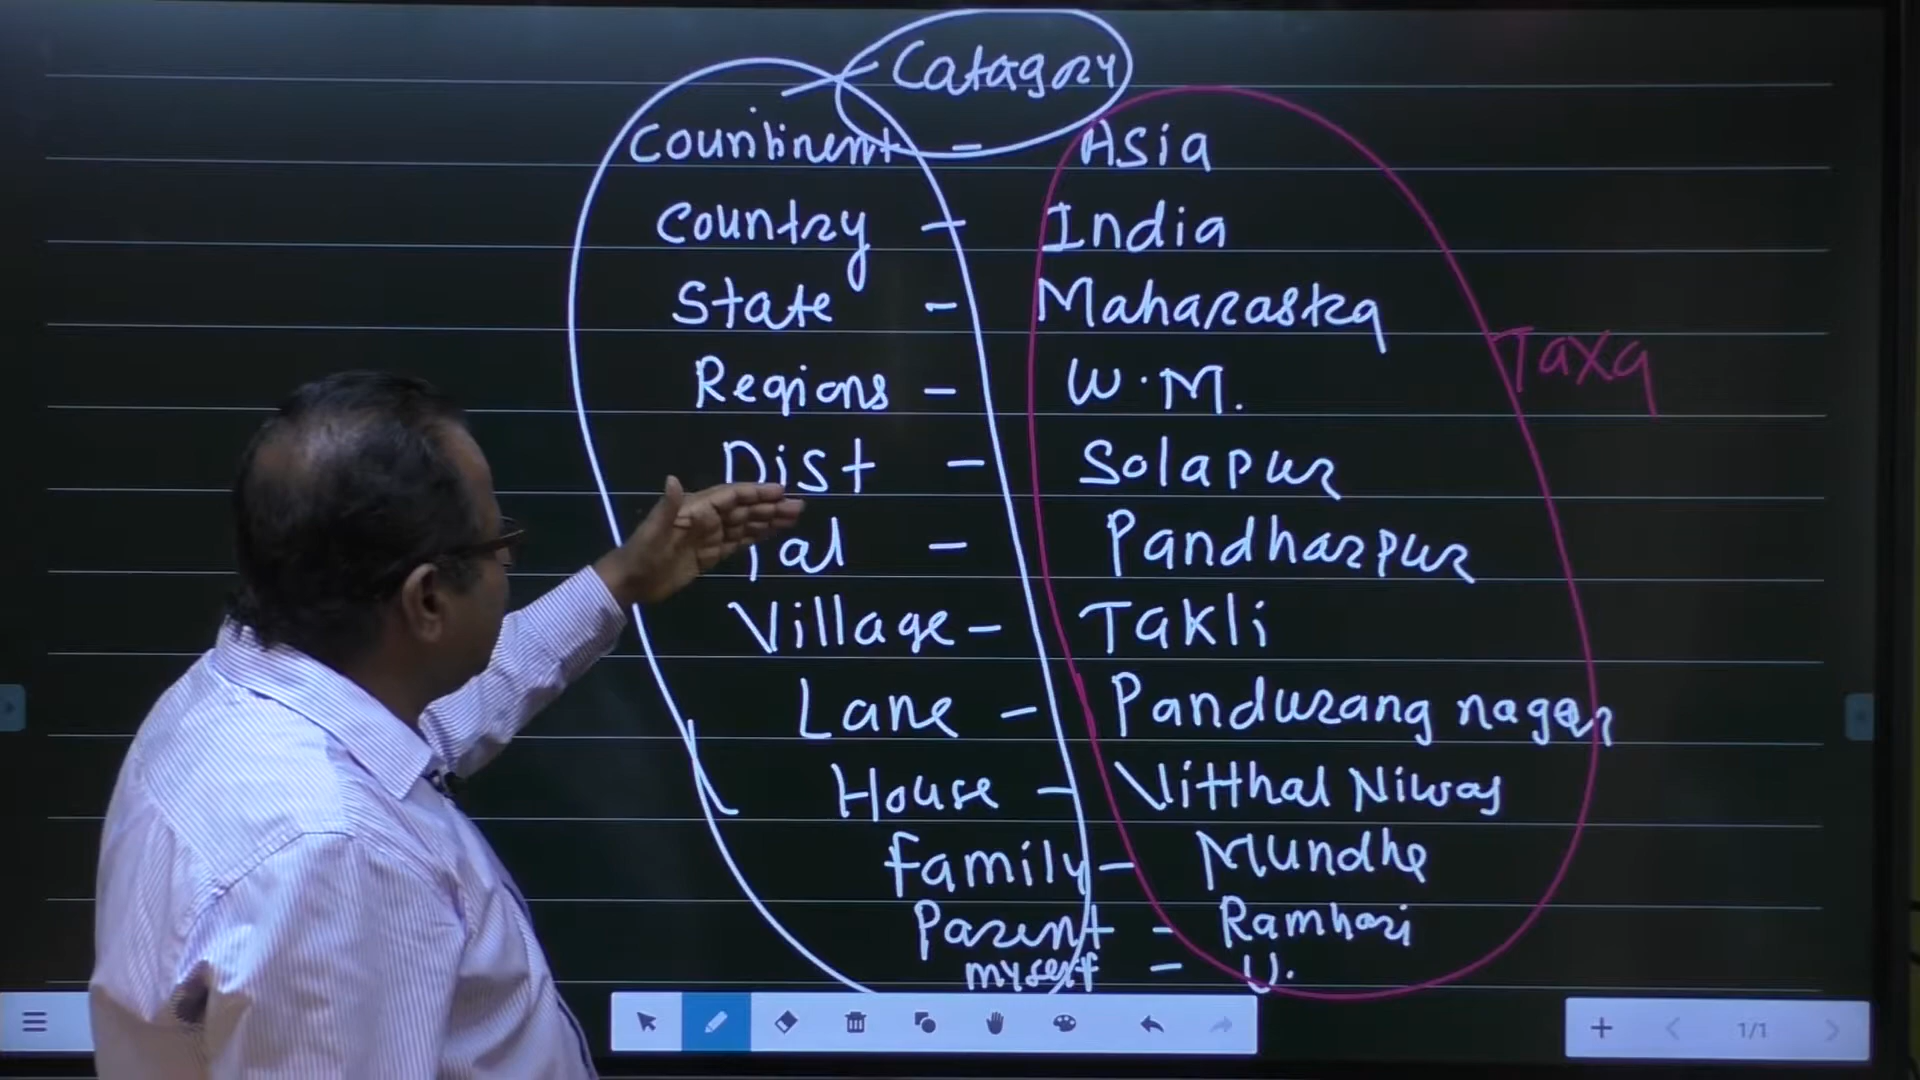 Catagory
Countinent - Asia
Country - India
State - Maharastra
Taxa
Regions - W.M.
Dist - Solapur
Tal - Pandharpur
Village - Takli
Lane - Pandurang nagar
House - Vitthal Niwas
Family - Mundhe
Parent - Ramhari
myself - U.
1/1